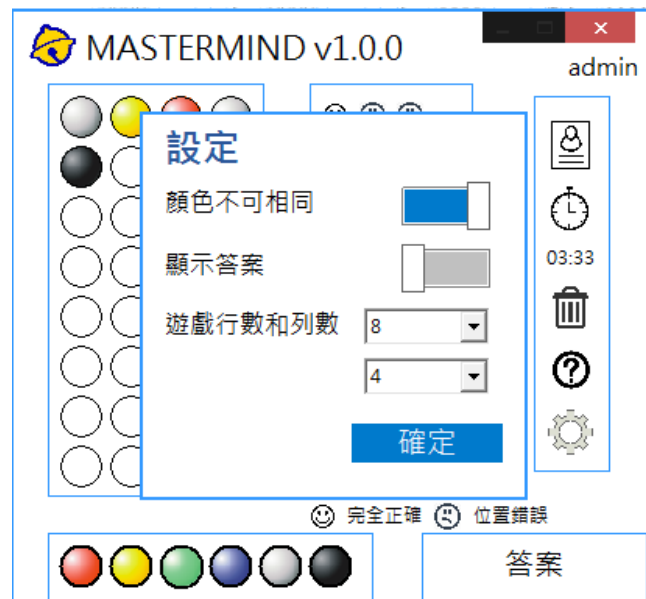 MASTERMIND v1.0.0
admin
設定
顏色不可相同
顯示答案
遊戲行數和列數
8
4
確定
03:33
完全正確 位置錯誤
答案